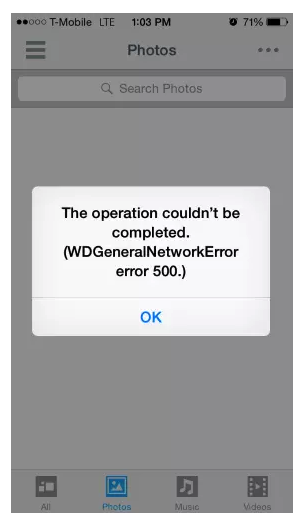 T-Mobile LTE 1:03 PM 71%
Photos
Search Photos
The operation couldn't be
completed.
(WDGeneralNetworkError
error 500.)
OK
All Photos Music Videos